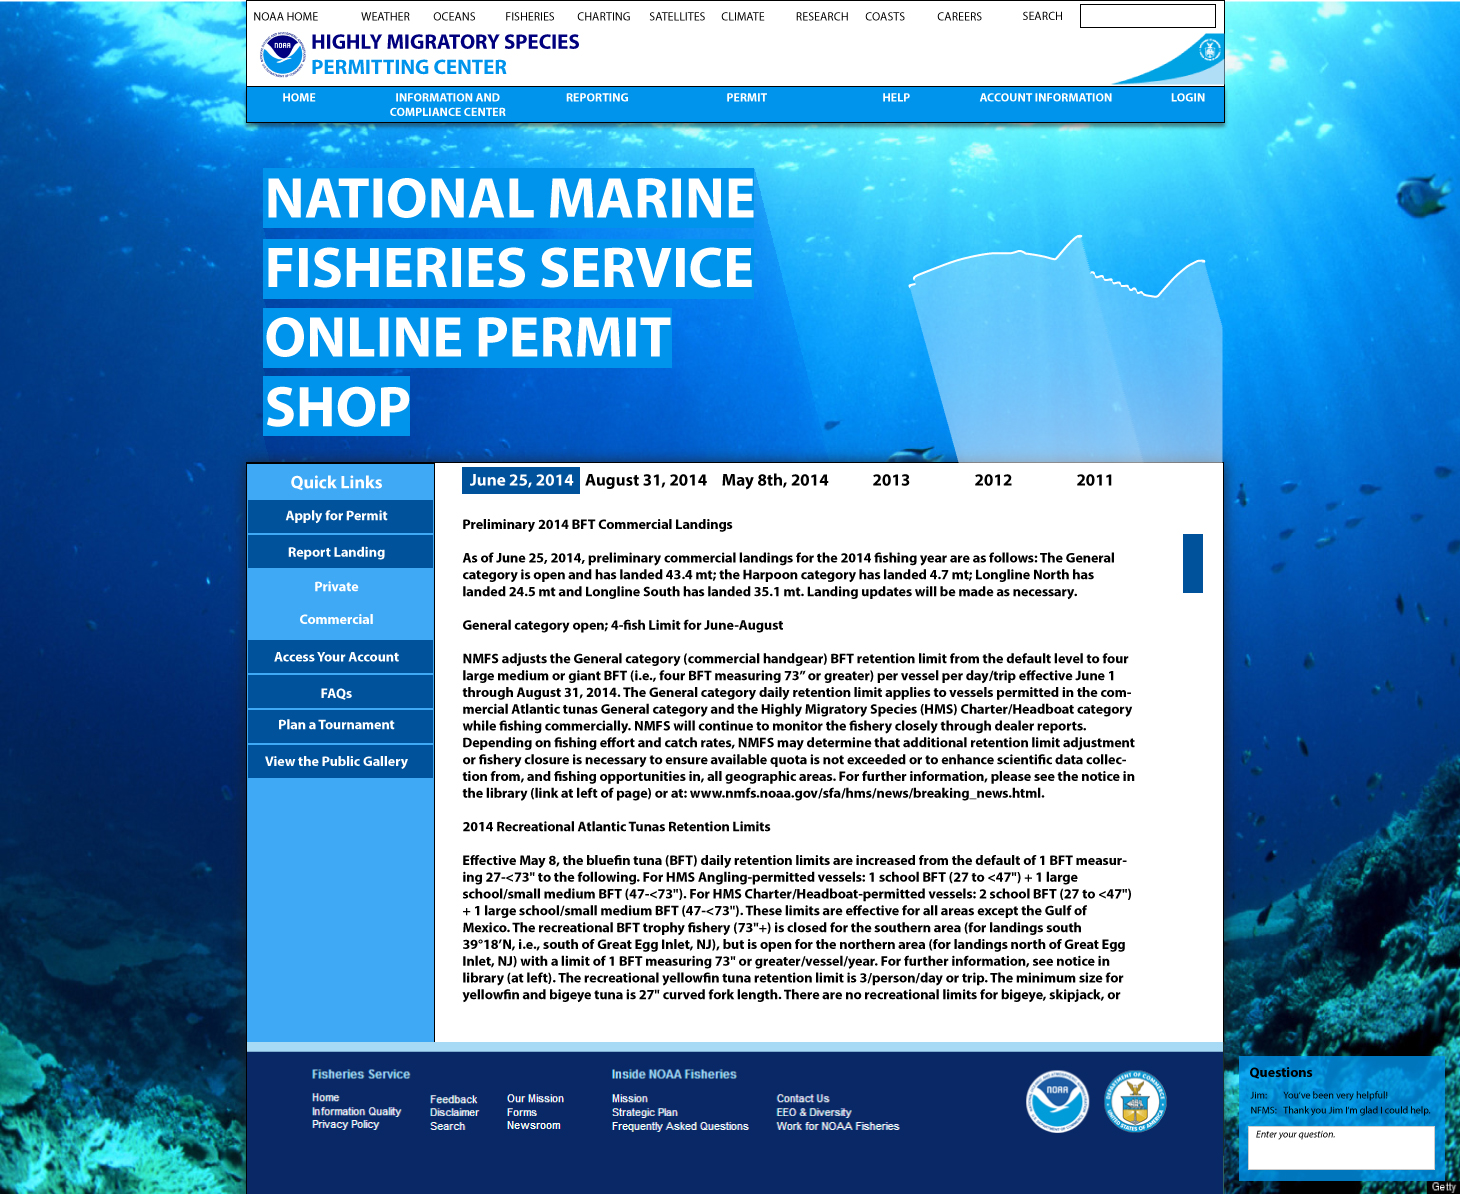 NOAA HOME WEATHER OCEANS FISHERIES CHARTING SATELLITES CLIMATE RESEARCH COASTS CAREERS SEARCH
NOAA
HIGHLY MIGRATORY SPECIES
PERMITTING CENTER
HOME INFORMATION AND REPORTING PERMIT HELP ACCOUNT INFORMATION LOGIN
COMPLIANCE CENTER
NATIONAL MARINE
FISHERIES SERVICE
ONLINE PERMIT
SHOP
Quick Links
Apply for Permit
Report Landing
Private
Commercial
Access Your Account
FAQs
Plan a Tournament
View the Public Gallery
June 25, 2014 August 31, 2014 May 8th, 2014 2013 2012 2011
Preliminary 2014 BFT Commercial Landings
As of June 25, 2014, preliminary commercial landings for the 2014 fishing year are as follows: The General
category is open and has landed 43.4 mt; the Harpoon category has landed 4.7 mt; Longline North has
landed 24.5 mt and Longline South has landed 35.1 mt. Landing updates will be made as necessary.
General category open; 4-fish Limit for June-August
NMFS adjusts the General category (commercial handgear) BFT retention limit from the default level to four
large medium or giant BFT (i.e., four BFT measuring 73” or greater) per vessel per day/trip effective June 1
through August 31, 2014. The General category daily retention limit applies to vessels permitted in the com-
mercial Atlantic tunas General category and the Highly Migratory Species (HMS) Charter/Headboat category
while fishing commercially. NMFS will continue to monitor the fishery closely through dealer reports.
Depending on fishing effort and catch rates, NMFS may determine that additional retention limit adjustment
or fishery closure is necessary to ensure available quota is not exceeded or to enhance scientific data collec-
tion from, and fishing opportunities in, all geographic areas. For further information, please see the notice in
the library (link at left of page) or at: www.nmfs.noaa.gov/sfa/hms/news/breaking_news.html.
2014 Recreational Atlantic Tunas Retention Limits
Effective May 8, the bluefin tuna (BFT) daily retention limits are increased from the default of 1 BFT measur-
ing 27-<73" to the following. For HMS Angling-permitted vessels: 1 school BFT (27 to <47") + 1 large
school/small medium BFT (47-<73"). For HMS Charter/Headboat-permitted vessels: 2 school BFT (27 to <47")
+ 1 large school/small medium BFT (47-<73"). These limits are effective for all areas except the Gulf of
Mexico. The recreational BFT trophy fishery (73"+) is closed for the southern area (for landings south
39°18’N, i.e., south of Great Egg Inlet, NJ), but is open for the northern area (for landings north of Great Egg
Inlet, NJ) with a limit of 1 BFT measuring 73" or greater/vessel/year. For further information, see notice in
library (at left). The recreational yellowfin tuna retention limit is 3/person/day or trip. The minimum size for
yellowfin and bigeye tuna is 27" curved fork length. There are no recreational limits for bigeye, skipjack, or
Fisheries Service
Home
Information Quality
Privacy Policy
Feedback
Disclaimer
Search
Our Mission
Forms
Newsroom
Inside NOAA Fisheries
Mission
Strategic Plan
Frequently Asked Questions
Contact Us
EEO & Diversity
Work for NOAA Fisheries
NOAA
DEPARTMENT OF COMMERCE
UNITED STATES OF AMERICA
Questions
Jim: You've been very helpful!
NFMS: Thank you Jim I'm glad I could help.
Enter your question.
Getty